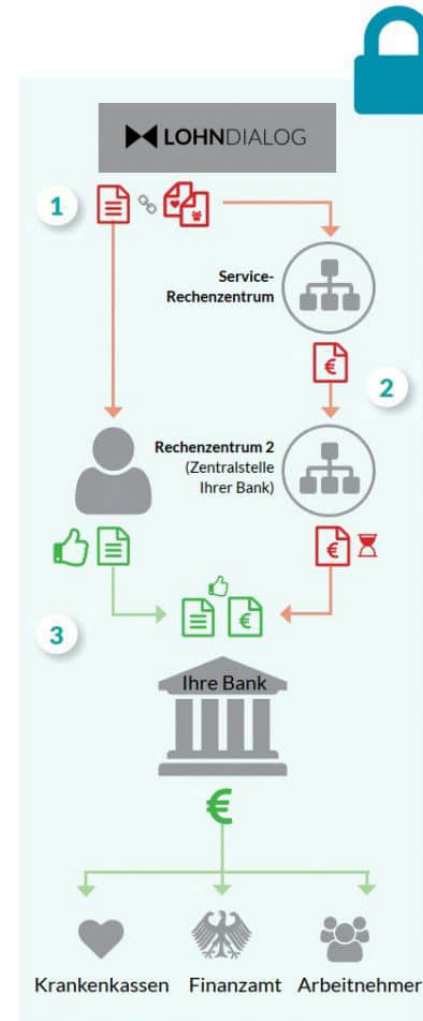 LOHNDIALOG
1
Service-
Rechenzentrum
€
2
Rechenzentrum 2
(Zentralstelle
Ihrer Bank)
€
€
3
Ihre Bank
€
Krankenkassen Finanzamt Arbeitnehmer